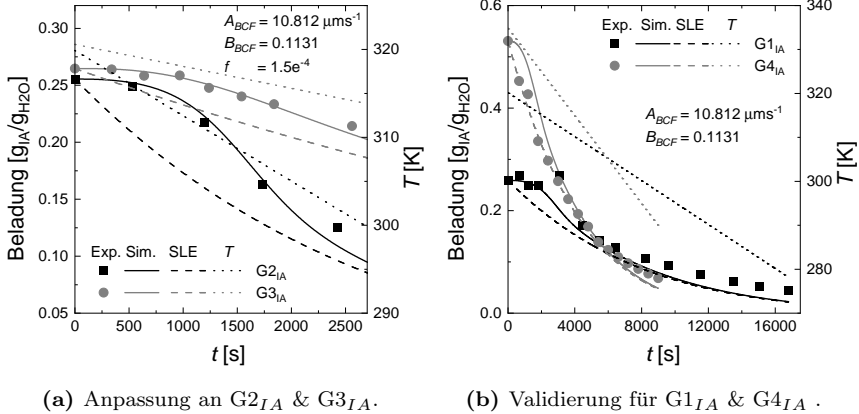 A_BCF = 10.812 µms⁻¹
B_BCF = 0.1131
f = 1.5e⁻⁴
Exp. Sim. SLE T
G2_IA
G3_IA
0.30
0.25
0.20
0.15
0.10
0.05
Beladung [g_IA/g_H2O]
320
310
300
290
T [K]
0 500 1000 1500 2000 2500
t [s]
(a) Anpassung an G2_IA & G3_IA.
Exp. Sim. SLE T
G1_IA
G4_IA
A_BCF = 10.812 µms⁻¹
B_BCF = 0.1131
0.6
0.4
0.2
0.0
Beladung [g_IA/g_H2O]
340
320
300
280
T [K]
0 4000 8000 12000 16000
t [s]
(b) Validierung für G1_IA & G4_IA .